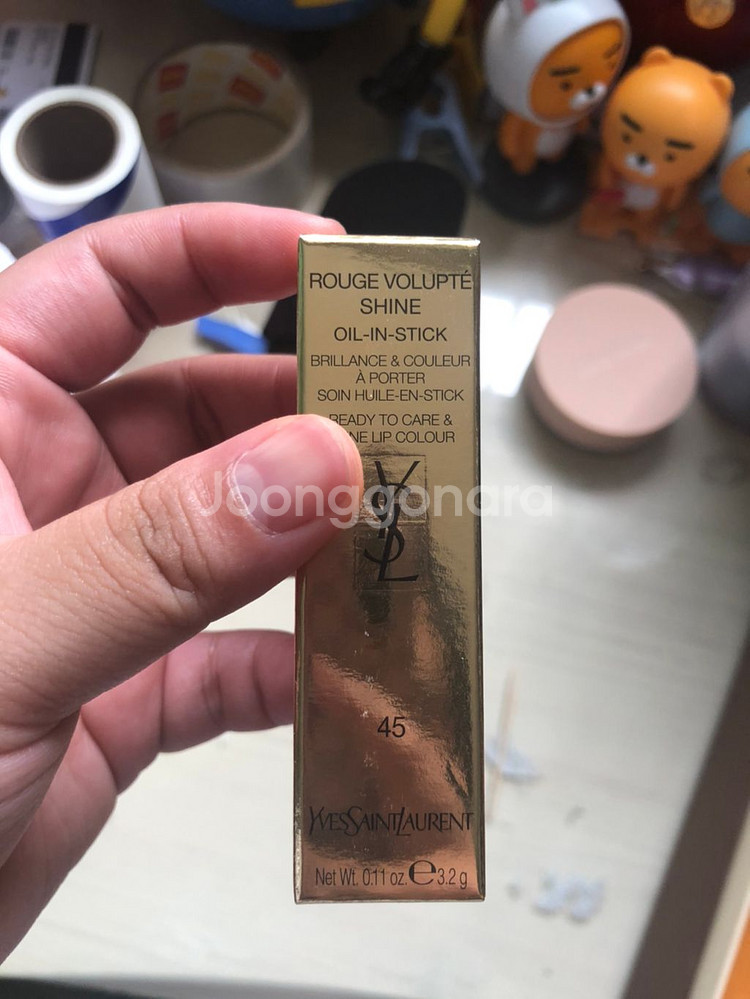 ROUGE VOLUPTÉ
SHINE
OIL-IN-STICK
BRILLANCE & COULEUR
À PORTER
SOIN HUILE-EN-STICK
READY TO CARE &
LIP COLOUR
Joonggonara
YSL
45
YVESSAINTLAURENT
Net Wt. 0.11 oz. ℮ 3.2 g